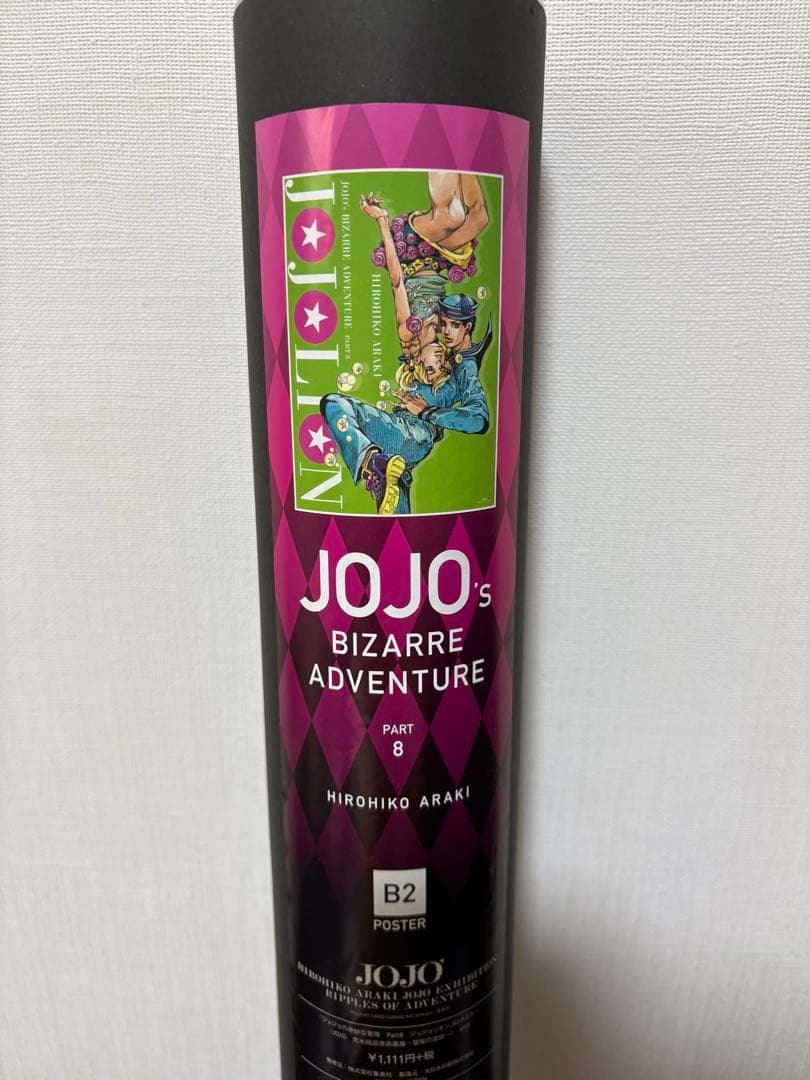 JOJOLION
JOJO's BIZARRE ADVENTURE PART 8
HIROHIKO ARAKI
JOJO's
BIZARRE
ADVENTURE
PART
8
HIROHIKO ARAKI
B2
POSTER
JOJO
HIROHIKO ARAKI JOJO EXHIBITION
RIPPLES OF ADVENTURE
¥1,111円+税